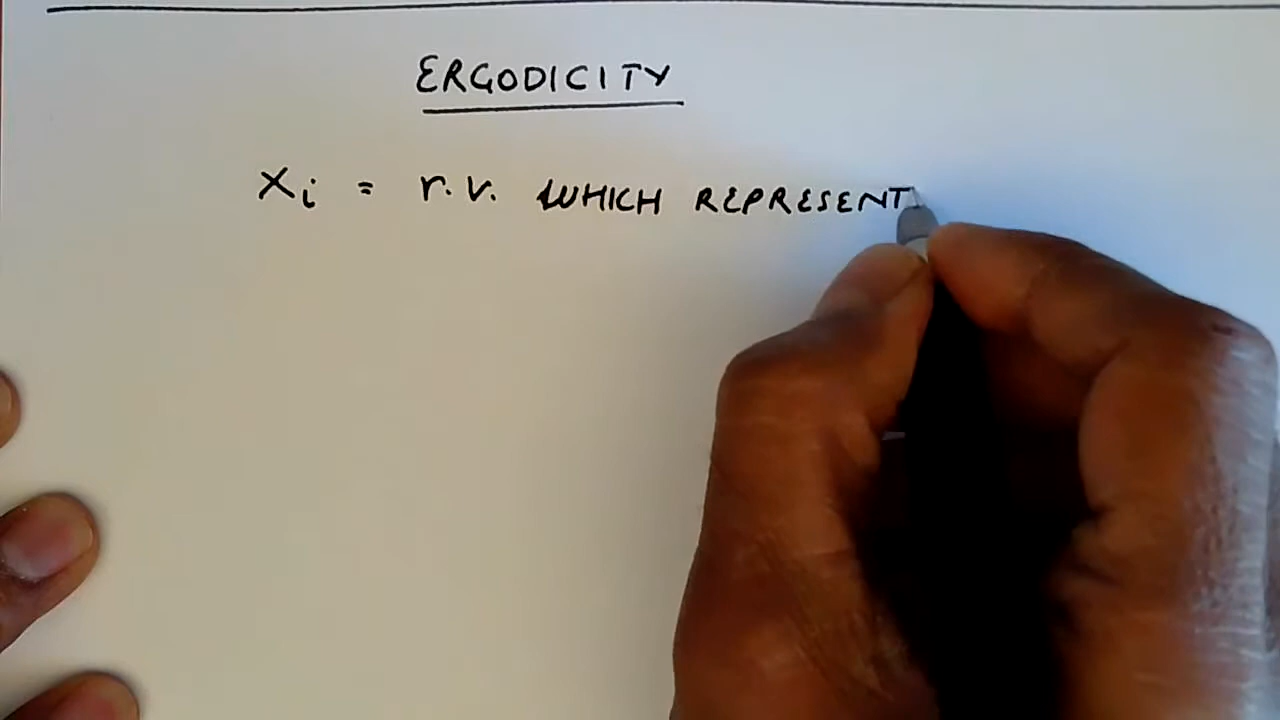 ERGODICITY
Xi = r.v. WHICH REPRESENT